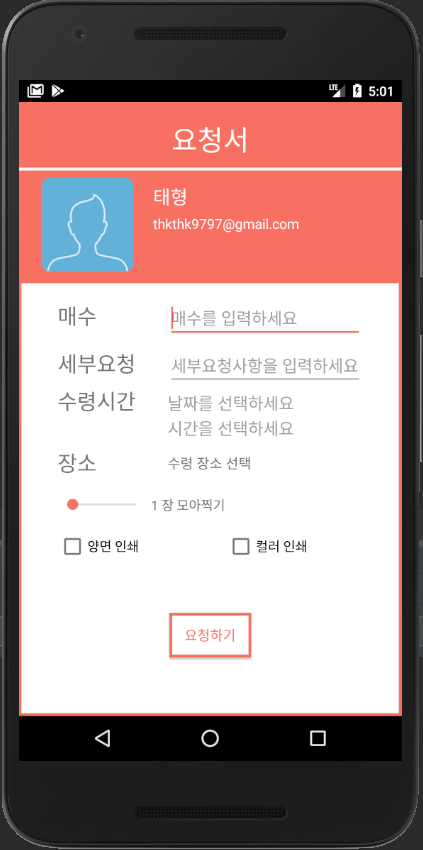 LTE 5:01
요청서
태형
thkthk9797@gmail.com
매수 매수를 입력하세요
세부요청 세부요청사항을 입력하세요
수령시간 날짜를 선택하세요
시간을 선택하세요
장소 수령 장소 선택
1 장 모아찍기
양면 인쇄 컬러 인쇄
요청하기